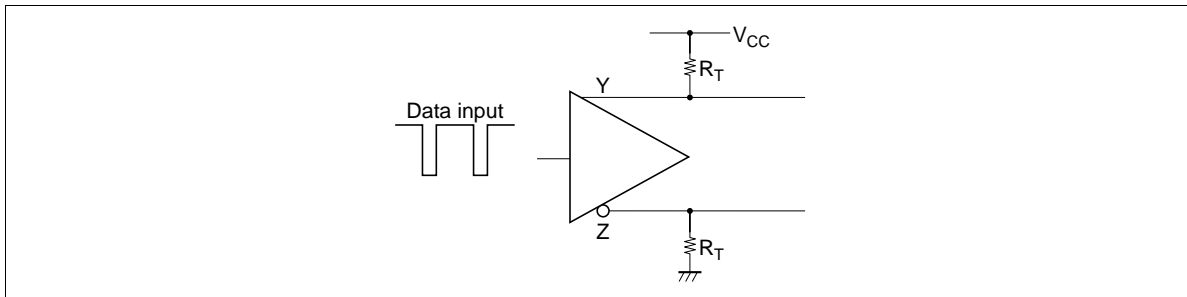 V_CC
R_T
Y
Data input
Z
R_T